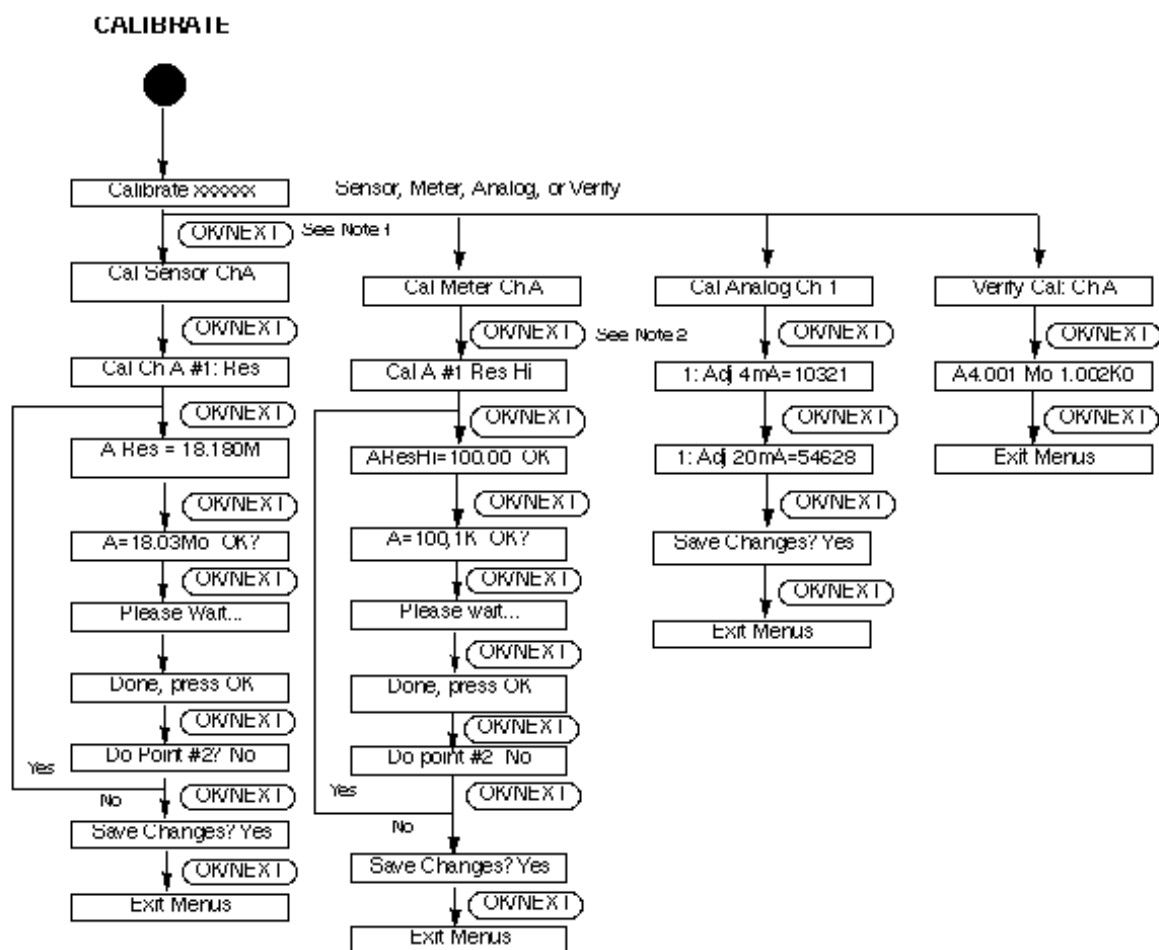 CALIBRATE
Calibrate xxxxxx
Sensor, Meter, Analog, or Verify
OK/NEXT
See Note 1
Cal Sensor ChA
OK/NEXT
Cal Ch A #1: Res
OK/NEXT
A Res = 18.180M
OK/NEXT
A=18.03Mo OK?
OK/NEXT
Please Wait...
Done, press OK
OK/NEXT
Do Point #2? No
Yes
No
OK/NEXT
Save Changes? Yes
OK/NEXT
Exit Menus
Cal Meter Ch A
OK/NEXT
See Note 2
Cal A #1 Res Hi
OK/NEXT
AResHi=100.00 OK
OK/NEXT
A=100,1K OK?
OK/NEXT
Please wait...
OK/NEXT
Done, press OK
OK/NEXT
Do point #2 No
Yes
OK/NEXT
No
Save Changes? Yes
OK/NEXT
Exit Menus
Cal Analog Ch 1
OK/NEXT
1: Adj 4mA=10321
OK/NEXT
1: Adj 20mA=54628
OK/NEXT
Save Changes? Yes
OK/NEXT
Exit Menus
Verify Cal: Ch A
OK/NEXT
A4.001 Mo 1.002Ko
OK/NEXT
Exit Menus